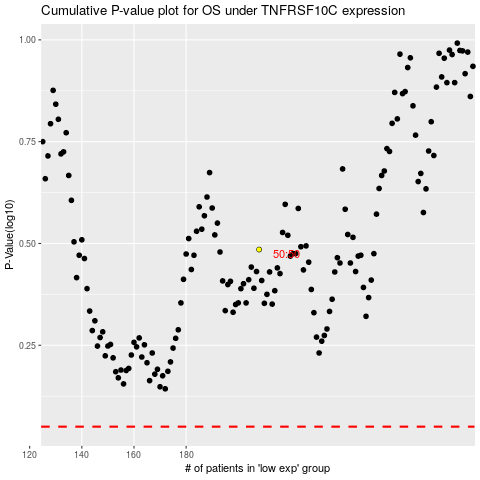 Cumulative P-value plot for OS under TNFRSF10C expression
P-Value(log10)
1.00
0.75
0.50
0.25
50:50
120 140 160 180
# of patients in 'low exp' group